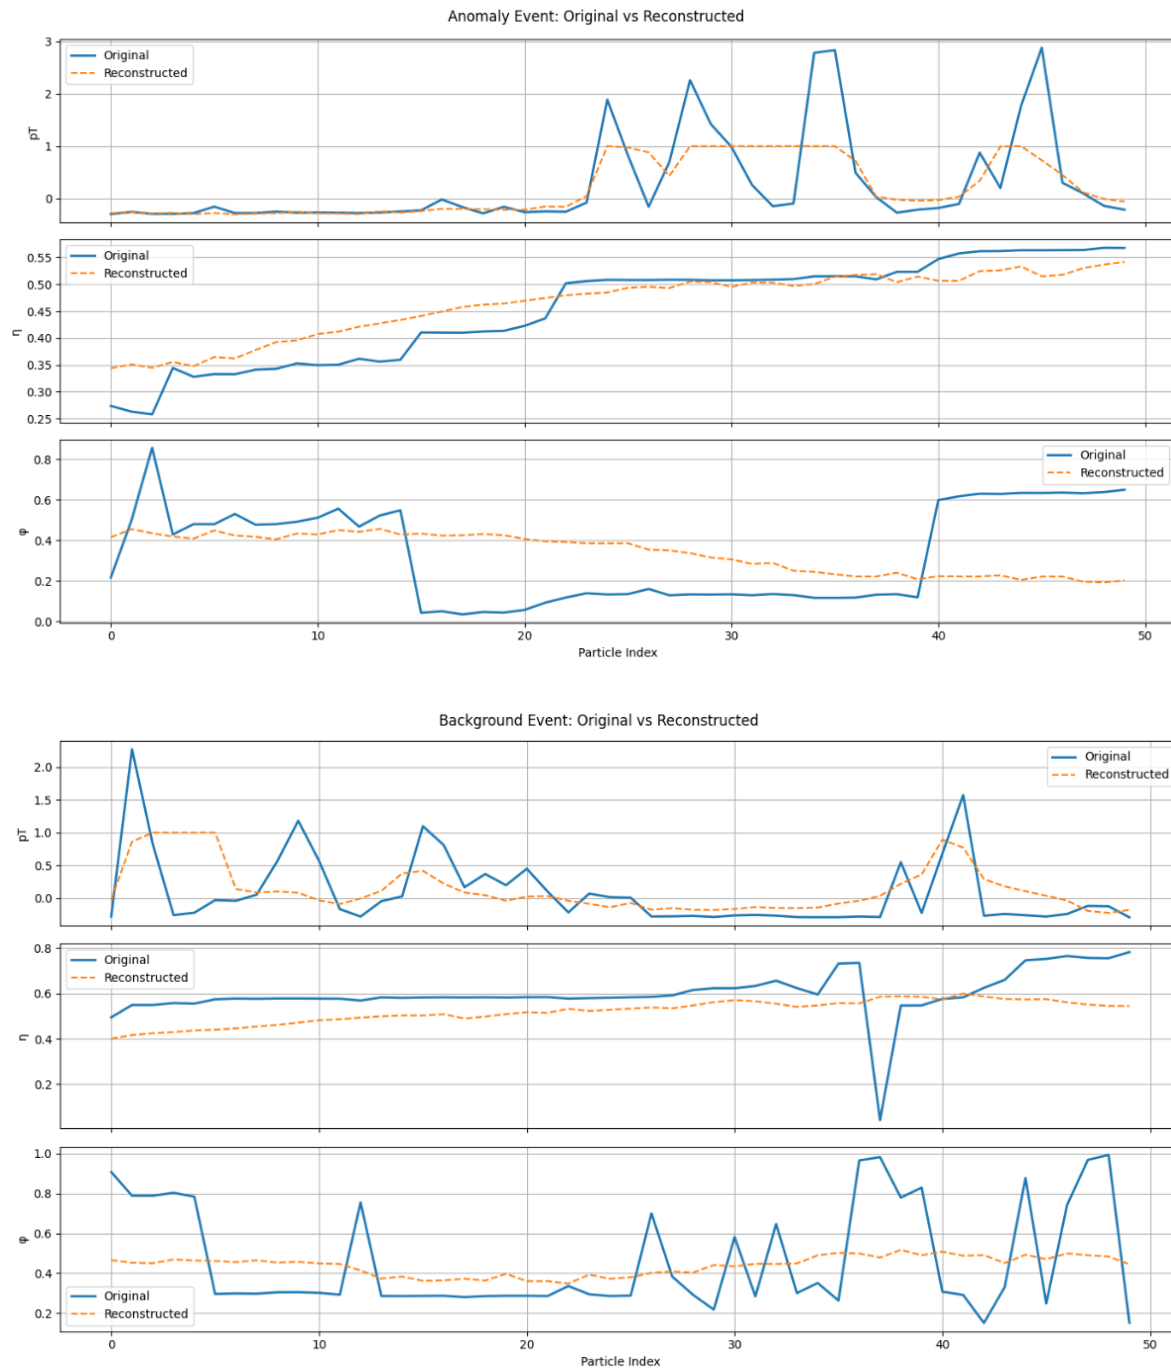 Anomaly Event: Original vs Reconstructed
Original
Reconstructed
pT
3
2
1
0
Original
Reconstructed
η
0.55
0.50
0.45
0.40
0.35
0.30
0.25
Original
Reconstructed
φ
0.8
0.6
0.4
0.2
0.0
0 10 20 30 40 50
Particle Index
Background Event: Original vs Reconstructed
Original
Reconstructed
pT
2.0
1.5
1.0
0.5
0.0
Original
Reconstructed
η
0.8
0.6
0.4
0.2
φ
1.0
0.8
0.6
0.4
0.2
Original
Reconstructed
0 10 20 30 40 50
Particle Index